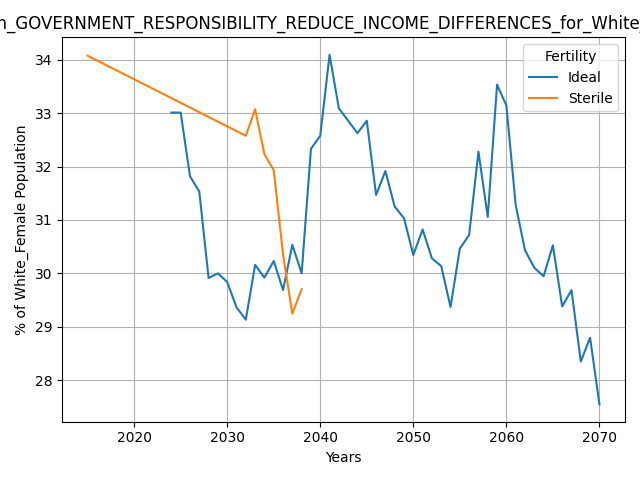 GOVERNMENT_RESPONSIBILITY_REDUCE_INCOME_DIFFERENCES_for_White_
Fertility
Ideal
Sterile
34
33
32
31
30
29
28
% of White_Female Population
2020
2030
2040
2050
2060
2070
Years